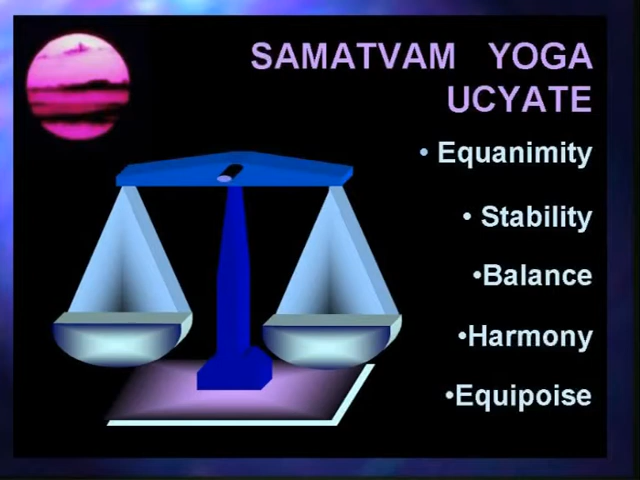 SAMATVAM YOGA
UCYATE
• Equanimity
• Stability
•Balance
•Harmony
•Equipoise